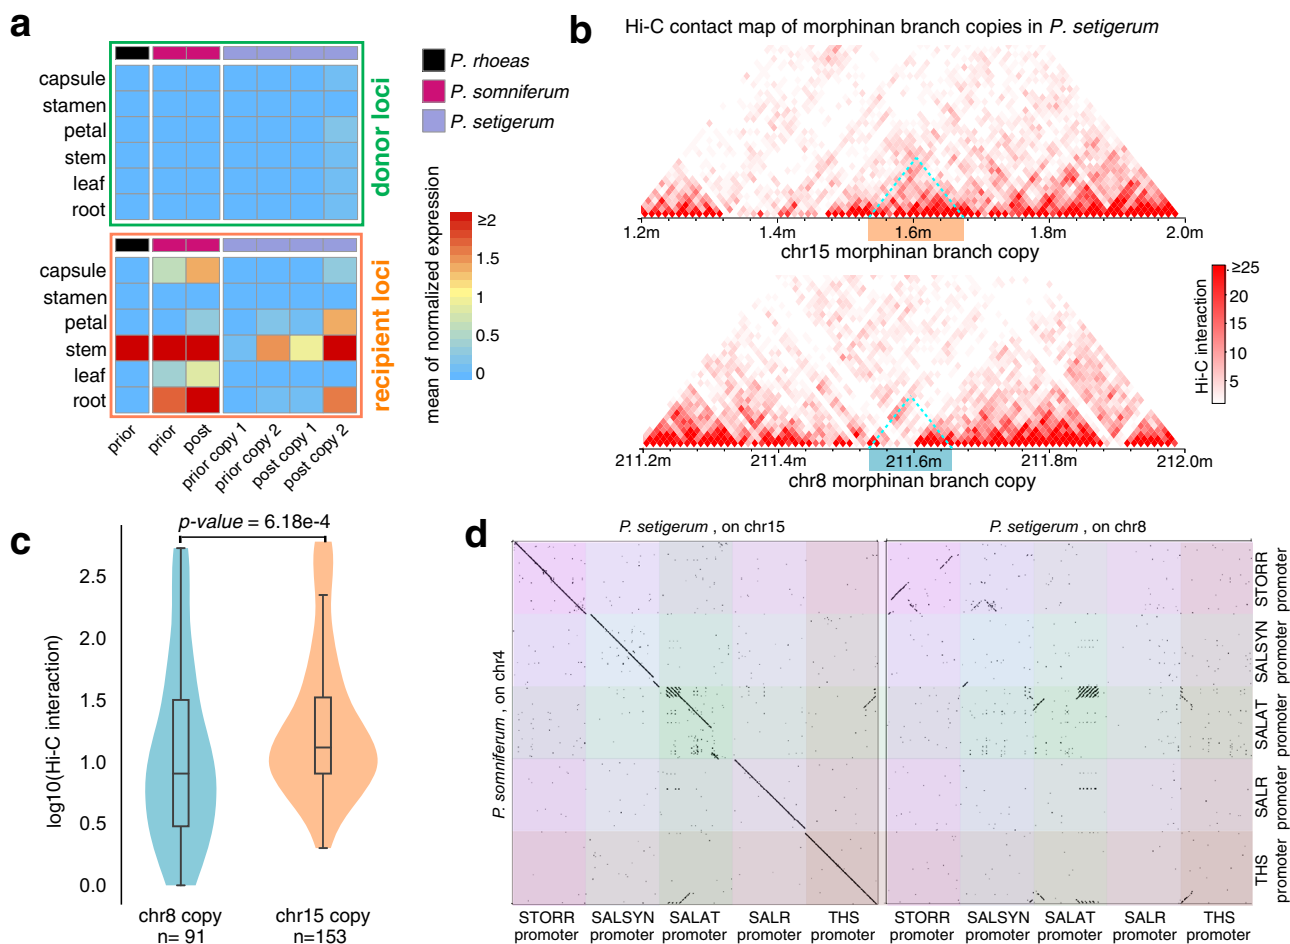 a
capsule
stamen
petal
stem
leaf
root
donor loci
P. rhoeas
P. somniferum
P. setigerum
capsule
stamen
petal
stem
leaf
root
recipient loci
prior
prior
post
prior copy 1
prior copy 2
post copy 1
post copy 2
mean of normalized expression
≥2
1.5
1
0.5
0
b
Hi-C contact map of morphinan branch copies in P. setigerum
1.2m 1.4m 1.6m 1.8m 2.0m
chr15 morphinan branch copy
211.2m 211.4m 211.6m 211.8m 212.0m
chr8 morphinan branch copy
Hi-C interaction
≥25
20
15
10
5
c
p-value = 6.18e-4
log10(Hi-C interaction)
2.5
2.0
1.5
1.0
0.5
0.0
chr8 copy chr15 copy
n= 91 n=153
d
P. setigerum , on chr15 P. setigerum , on chr8
P. somniferum , on chr4
STORR
promoter
SALSYN
promoter
SALAT
promoter
SALR
promoter
THS
promoter
STORR SALSYN SALAT SALR THS STORR SALSYN SALAT SALR THS
promoter promoter promoter promoter promoter promoter promoter promoter promoter promoter